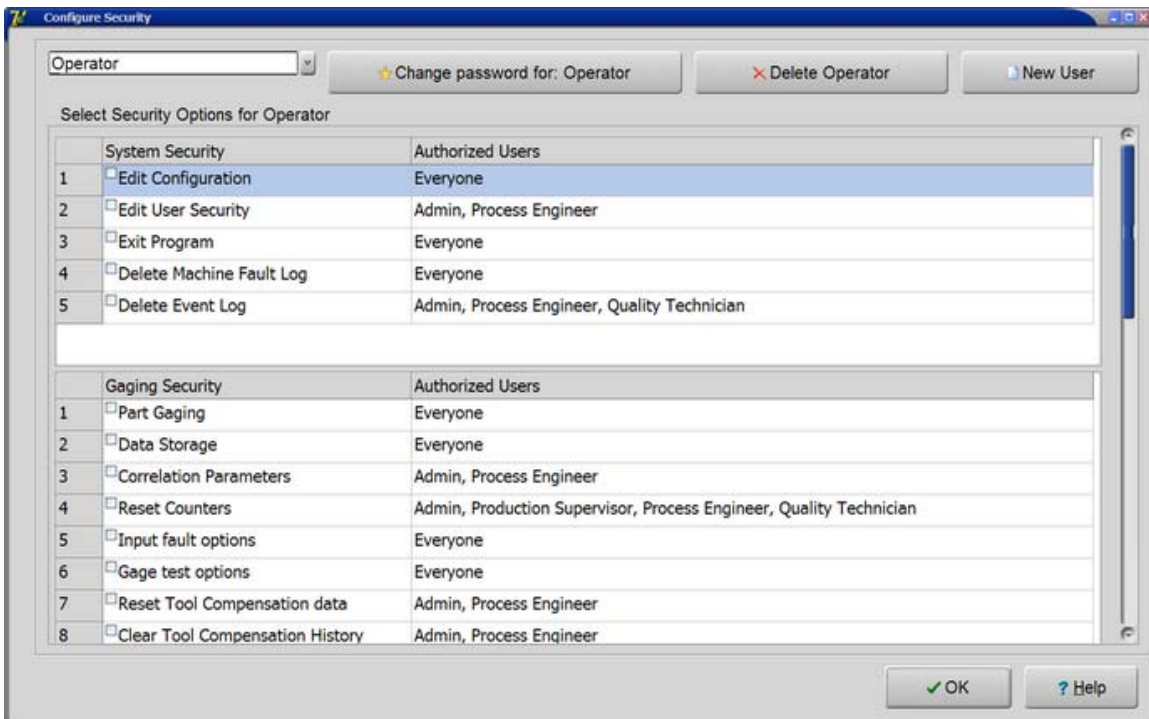 Configure Security
Operator
Change password for: Operator
Delete Operator
New User
Select Security Options for Operator
System Security Authorized Users
1 Edit Configuration Everyone
2 Edit User Security Admin, Process Engineer
3 Exit Program Everyone
4 Delete Machine Fault Log Everyone
5 Delete Event Log Admin, Process Engineer, Quality Technician
Gaging Security Authorized Users
1 Part Gaging Everyone
2 Data Storage Everyone
3 Correlation Parameters Admin, Process Engineer
4 Reset Counters Admin, Production Supervisor, Process Engineer, Quality Technician
5 Input fault options Everyone
6 Gage test options Everyone
7 Reset Tool Compensation data Admin, Process Engineer
8 Clear Tool Compensation History Admin, Process Engineer
OK
? Help